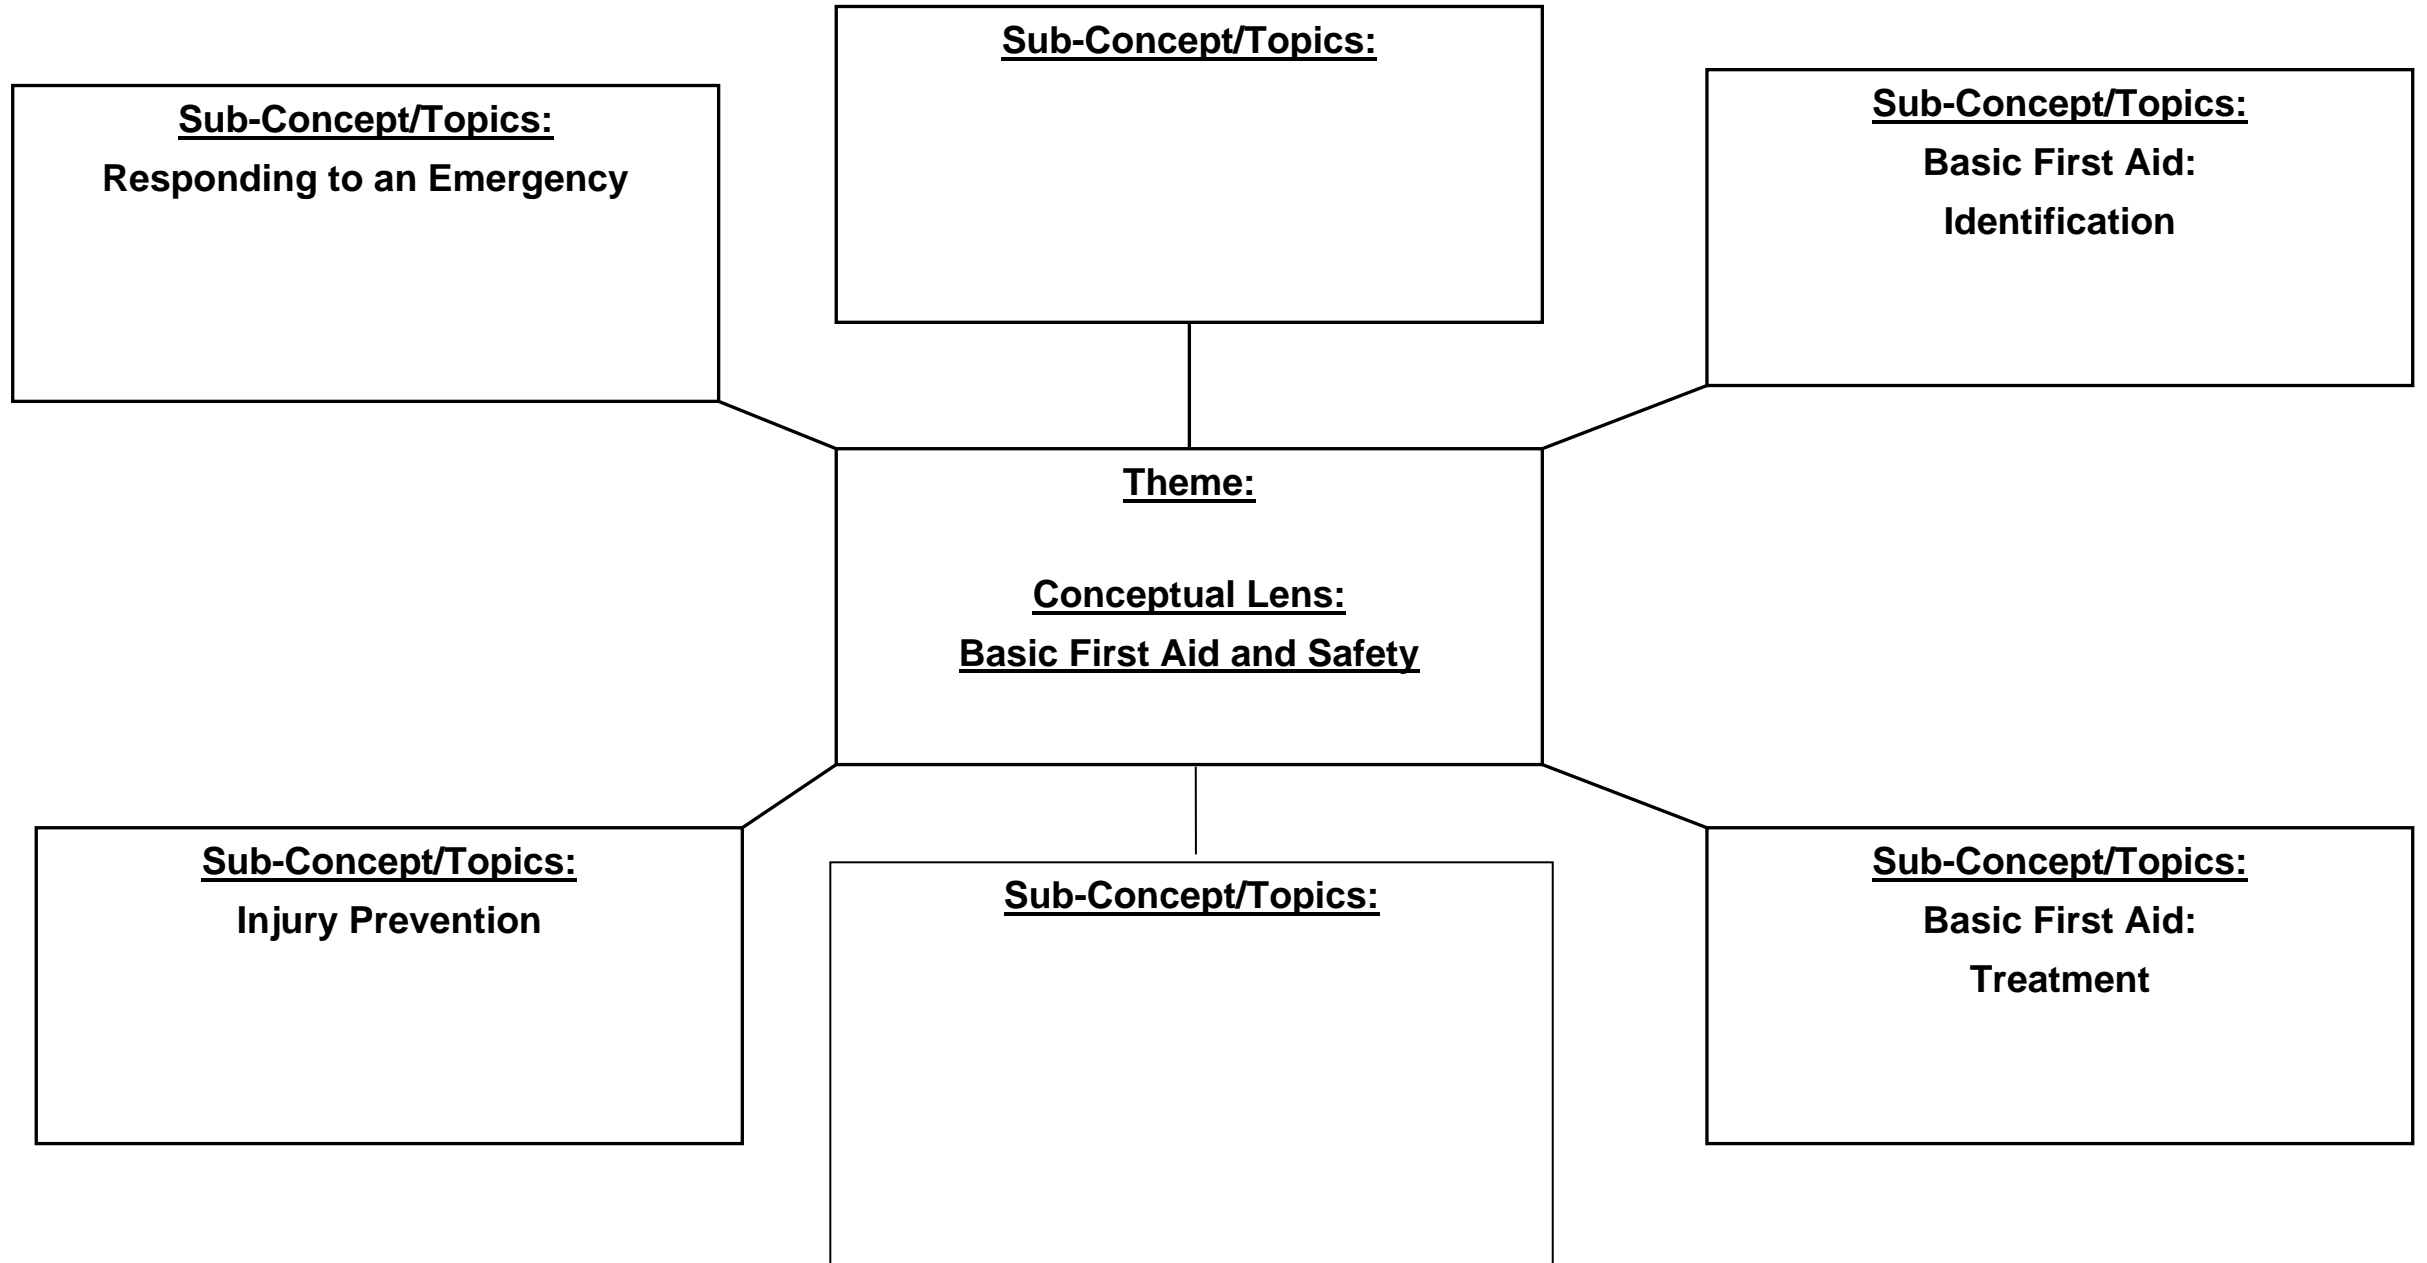 Sub-Concept/Topics:
Sub-Concept/Topics:
Responding to an Emergency
Sub-Concept/Topics:
Basic First Aid:
Identification
Theme:
Conceptual Lens:
Basic First Aid and Safety
Sub-Concept/Topics:
Injury Prevention
Sub-Concept/Topics:
Sub-Concept/Topics:
Basic First Aid:
Treatment